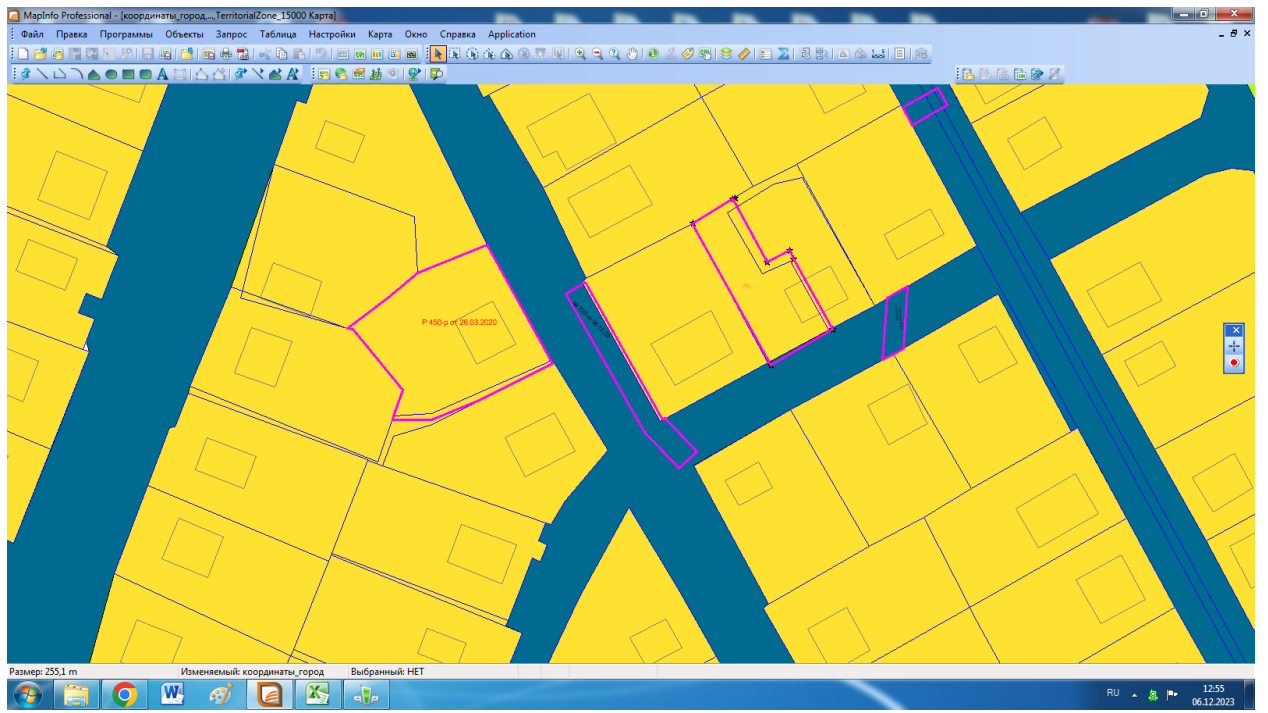 MapInfo Professional - [координаты_город,...,TerritorialZone_15000 Карта]
Файл Правка Программы Объекты Запрос Таблица Настройки Карта Окно Справка Application
Р 450-р от 26.03.2020
Размер: 255,1 m Изменяемый: координаты_город Выбранный: НЕТ
RU 12:55
06.12.2023